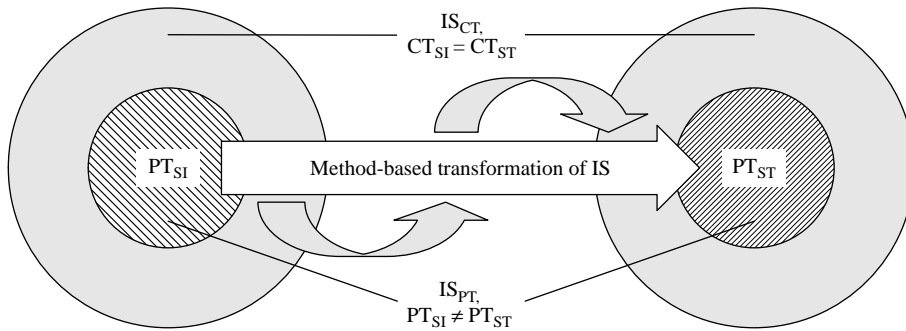 IS_CT,
CT_SI = CT_ST
PT_SI
Method-based transformation of IS
PT_ST
IS_PT,
PT_SI ≠ PT_ST